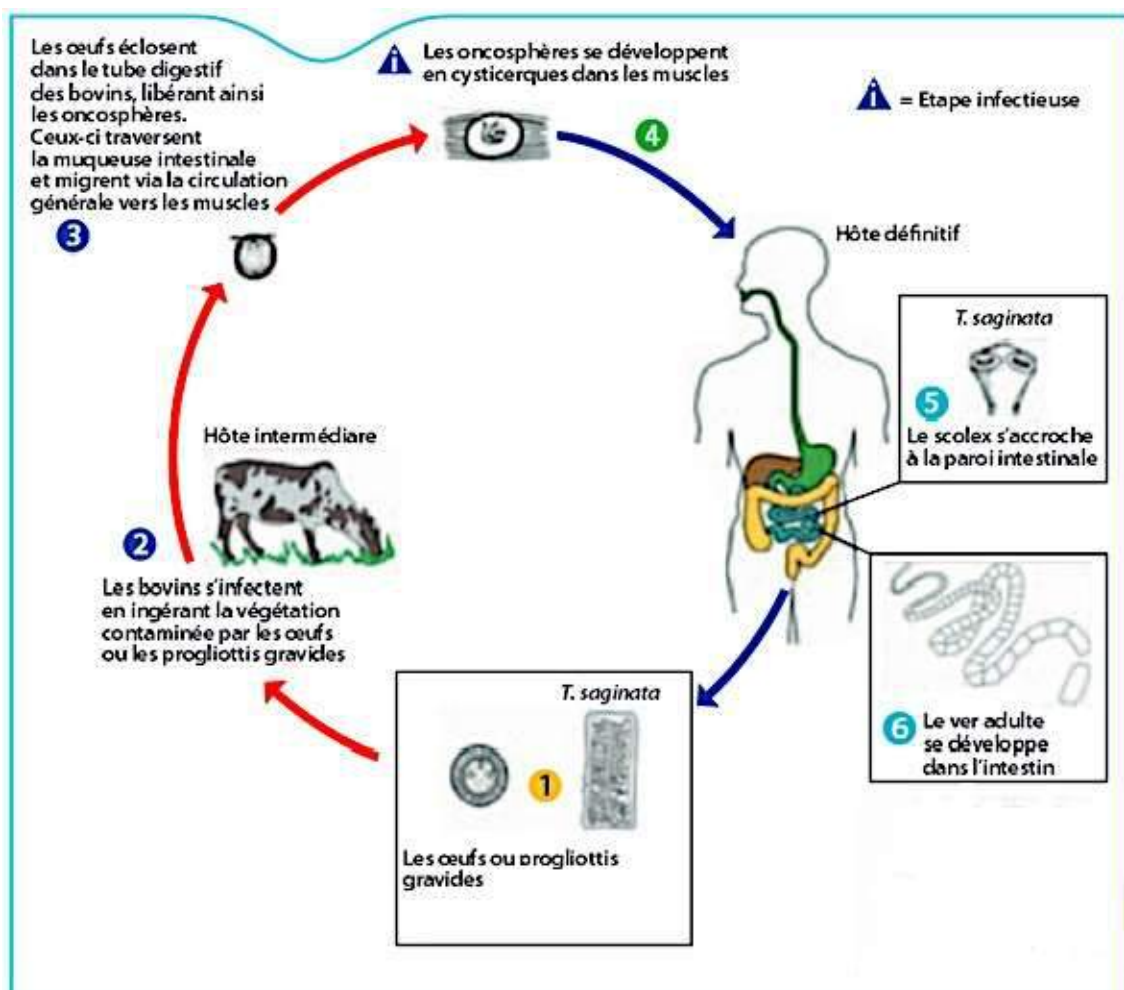 Les œufs éclosent
dans le tube digestif
des bovins, libérant ainsi
les oncosphères.
Ceux-ci traversent
la muqueuse intestinale
et migrent via la circulation
générale vers les muscles
3
i Les oncosphères se développent
en cysticerques dans les muscles
i = Etape infectieuse
4
Hôte définitif
T. saginata
5
Le scolex s'accroche
à la paroi intestinale
Hôte intermédiare
2
Les bovins s'infectent
en ingérant la végétation
contaminée par les œufs
ou les progliottis gravides
6 Le ver adulte
se développe
dans l'intestin
T. saginata
1
Les œufs ou progliottis
gravides